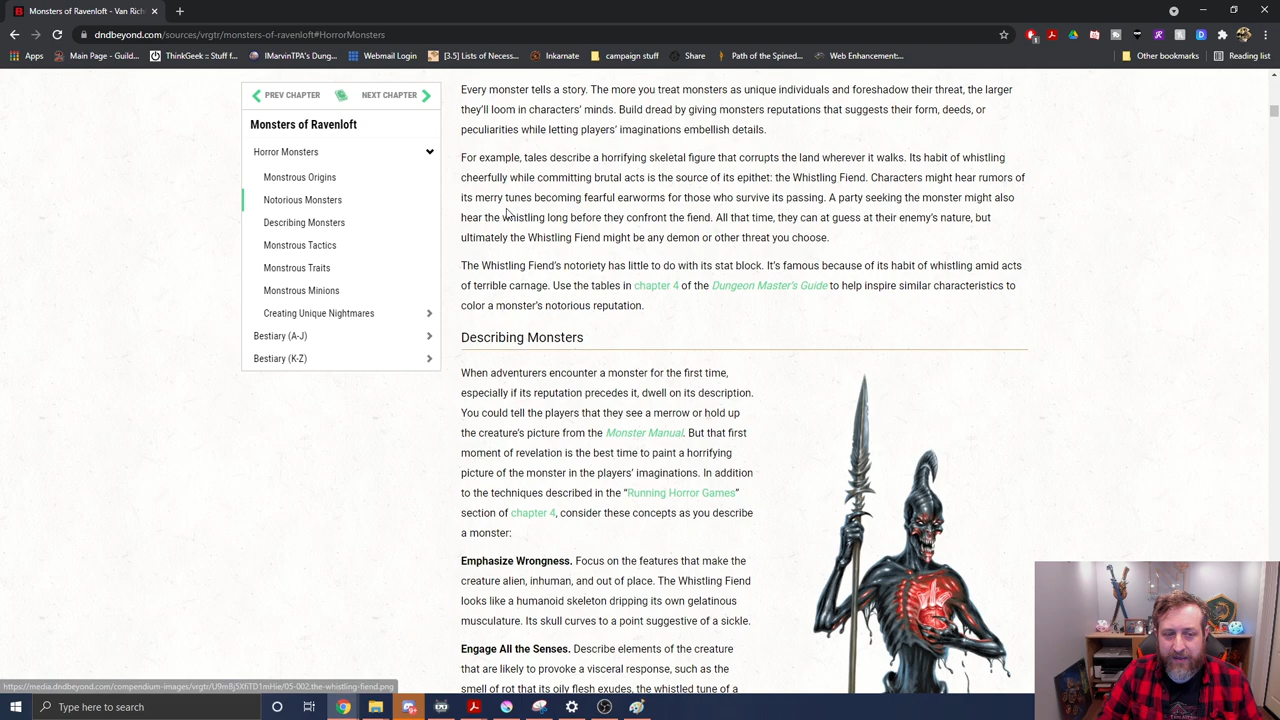 Monsters of Ravenloft - Van Rich
dndbeyond.com/sources/vrgtr/monsters-of-ravenloft#HorrorMonsters
Apps
Main Page - Guild...
ThinkGeek :: Stuff f...
IMarvinTPA's Dung...
Webmail Login
[3.5] Lists of Necess...
Inkarnate
campaign stuff
Share
Path of the Spined...
Web Enhancement:...
Other bookmarks
Reading list
PREV CHAPTER
NEXT CHAPTER
Monsters of Ravenloft
Horror Monsters
Monstrous Origins
Notorious Monsters
Describing Monsters
Monstrous Tactics
Monstrous Traits
Monstrous Minions
Creating Unique Nightmares
Bestiary (A-J)
Bestiary (K-Z)
Every monster tells a story. The more you treat monsters as unique individuals and foreshadow their threat, the larger
they'll loom in characters' minds. Build dread by giving monsters reputations that suggests their form, deeds, or
peculiarities while letting players' imaginations embellish details.
For example, tales describe a horrifying skeletal figure that corrupts the land wherever it walks. Its habit of whistling
cheerfully while committing brutal acts is the source of its epithet: the Whistling Fiend. Characters might hear rumors of
its merry tunes becoming fearful earworms for those who survive its passing. A party seeking the monster might also
hear the whistling long before they confront the fiend. All that time, they can at guess at their enemy's nature, but
ultimately the Whistling Fiend might be any demon or other threat you choose.
The Whistling Fiend's notoriety has little to do with its stat block. It's famous because of its habit of whistling amid acts
of terrible carnage. Use the tables in chapter 4 of the Dungeon Master's Guide to help inspire similar characteristics to
color a monster's notorious reputation.
Describing Monsters
When adventurers encounter a monster for the first time,
especially if its reputation precedes it, dwell on its description.
You could tell the players that they see a merrow or hold up
the creature's picture from the Monster Manual. But that first
moment of revelation is the best time to paint a horrifying
picture of the monster in the players' imaginations. In addition
to the techniques described in the “Running Horror Games”
section of chapter 4, consider these concepts as you describe
a monster:
Emphasize Wrongness. Focus on the features that make the
creature alien, inhuman, and out of place. The Whistling Fiend
looks like a humanoid skeleton dripping its own gelatinous
musculature. Its skull curves to a point suggestive of a sickle.
Engage All the Senses. Describe elements of the creature
that are likely to provoke a visceral response, such as the
smell of rot that its oily flesh exudes, the whistled tune of a
https://media.dndbeyond.com/compendium-images/vrgtr/U9mBj5XfiTD1mHie/05-002.the-whistling-fiend.png
Type here to search